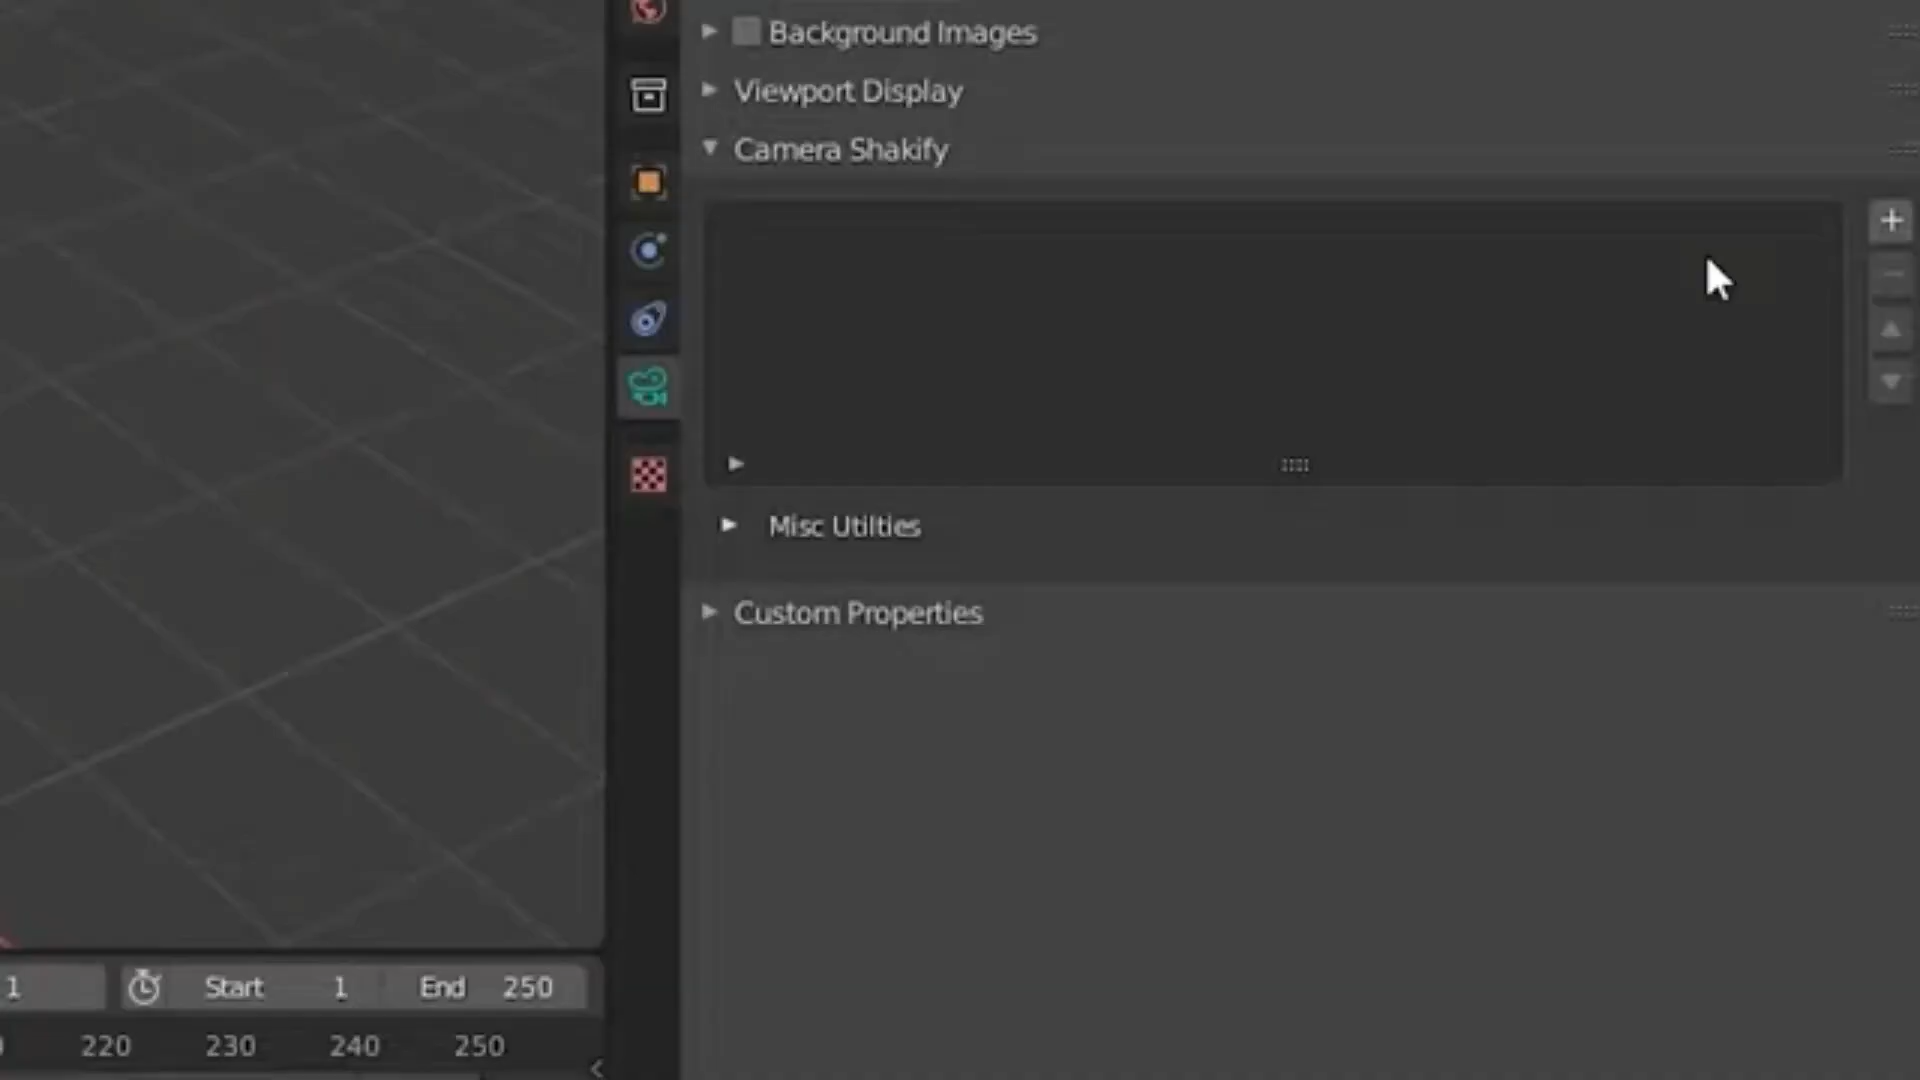 Background Images
Viewport Display
Camera Shakify
Misc Utilties
Custom Properties
1 Start 1 End 250
220 230 240 250